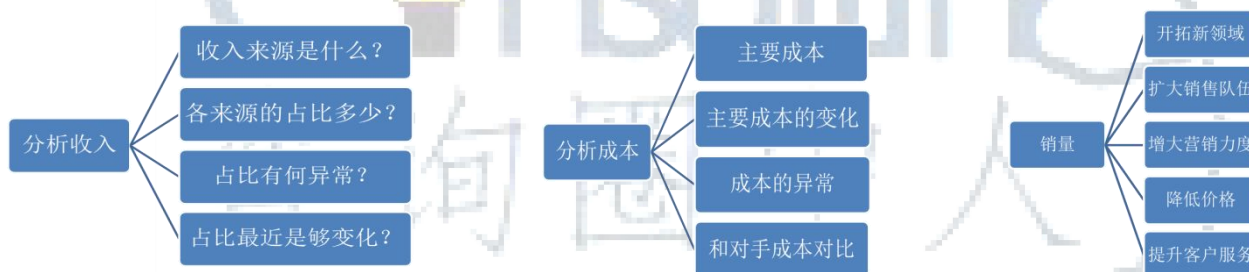 分析收入
收入来源是什么？
各来源的占比多少？
占比有何异常？
占比最近是够变化？
分析成本
主要成本
主要成本的变化
成本的异常
和对手成本对比
销量
开拓新领域
扩大销售队伍
增大营销力度
降低价格
提升客户服务